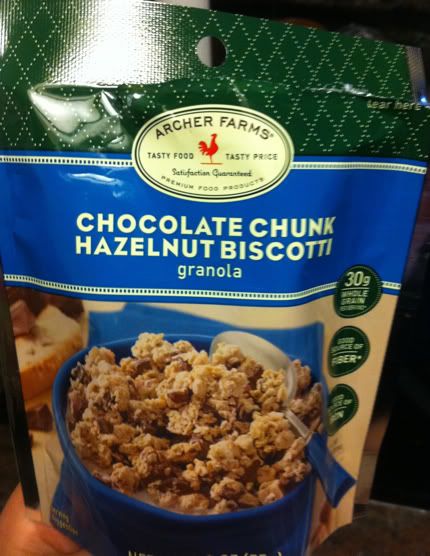 tear here
ARCHER FARMS®
TASTY FOOD TASTY PRICE
Satisfaction Guaranteed
PREMIUM FOOD PRODUCTS
CHOCOLATE CHUNK
HAZELNUT BISCOTTI
granola
30g
WHOLE
GRAIN
GOOD
SOURCE OF
FIBER*